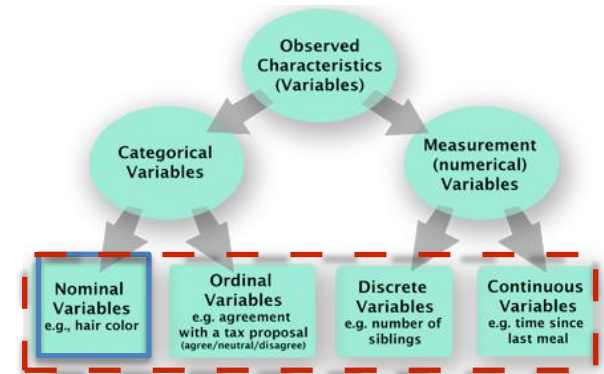 Observed
Characteristics
(Variables)
Categorical
Variables
Measurement
(numerical)
Variables
Nominal
Variables
e.g., hair color
Ordinal
Variables
e.g. agreement
with a tax proposal
(agree/neutral/disagree)
Discrete
Variables
e.g. number of
siblings
Continuous
Variables
e.g. time since
last meal